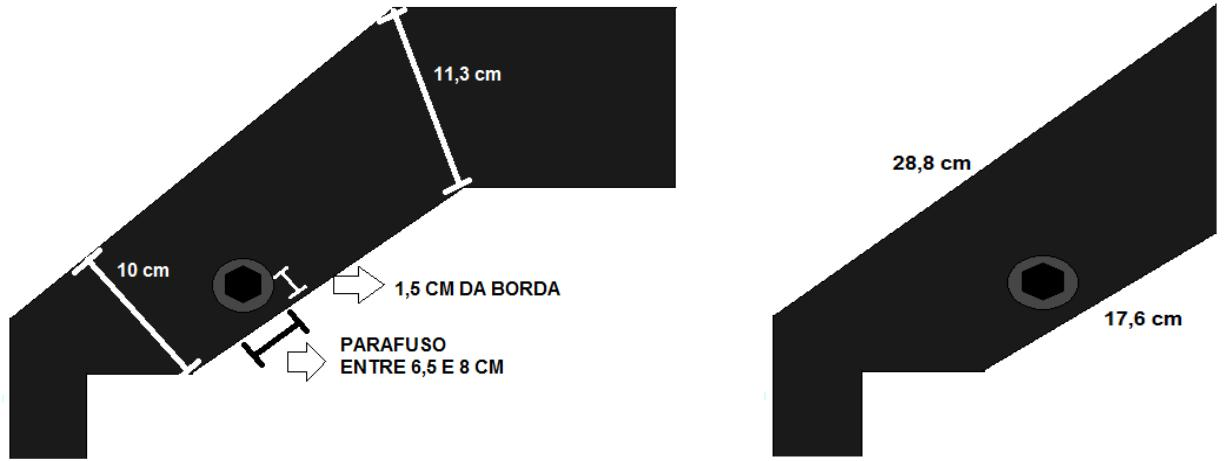 11,3 cm
10 cm
1,5 CM DA BORDA
PARAFUSO
ENTRE 6,5 E 8 CM
28,8 cm
17,6 cm